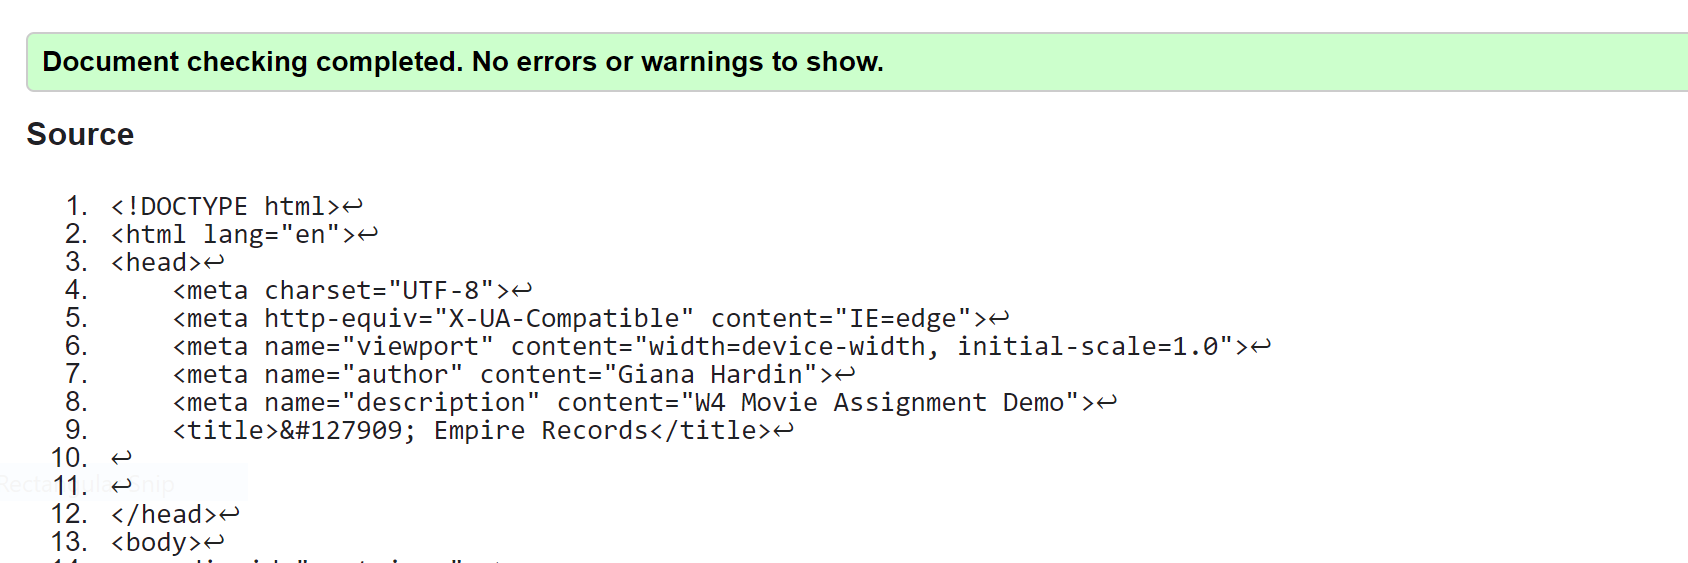 Document checking completed. No errors or warnings to show.
Source
1. <!DOCTYPE html>↩
2. <html lang="en">↩
3. <head>↩
4.     <meta charset="UTF-8">↩
5.     <meta http-equiv="X-UA-Compatible" content="IE=edge">↩
6.     <meta name="viewport" content="width=device-width, initial-scale=1.0">↩
7.     <meta name="author" content="Giana Hardin">↩
8.     <meta name="description" content="W4 Movie Assignment Demo">↩
9.     <title>&#127909; Empire Records</title>↩
10. ↩
Rectangular Snip
11. ↩
12. </head>↩
13. <body>↩